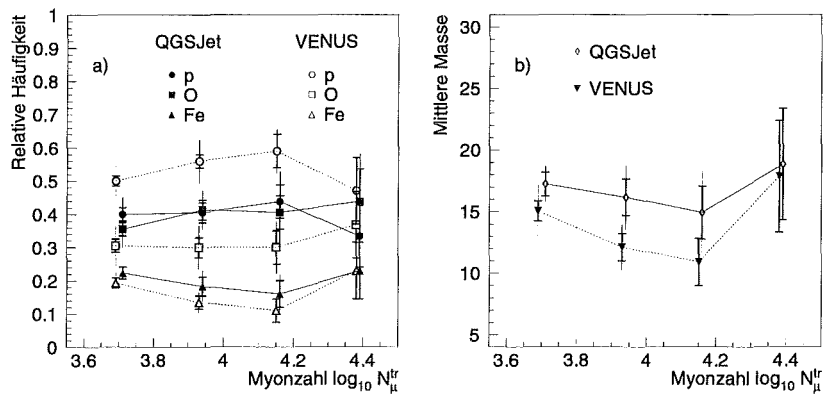 Relative Häufigkeit
1
0.9
0.8
0.7
0.6
0.5
0.4
0.3
0.2
0.1
0
a)
QGSJet
VENUS
p
p
O
O
Fe
Fe
3.6
3.8
4
4.2
4.4
Myonzahl log₁₀ Nμᵗʳ
Mittlere Masse
30
25
20
15
10
5
b)
QGSJet
VENUS
3.6
3.8
4
4.2
4.4
Myonzahl log₁₀ Nμᵗʳ